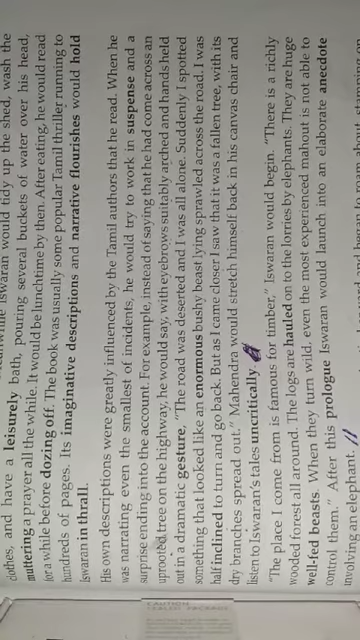 Iswaran would tidy up the shed, wash the
clothes, and have a leisurely bath, pouring several buckets of water over his head,
muttering a prayer all the while. It would be lunchtime by then. After eating, he would read
for a while before dozing off. The book was usually some popular Tamil thriller running to
hundreds of pages. Its imaginative descriptions and narrative flourishes would hold
Iswaran in thrall.
His own descriptions were greatly influenced by the Tamil authors that he read. When he
was narrating even the smallest of incidents, he would try to work in suspense and a
surprise ending into the account. For example, instead of saying that he had come across an
uprooted tree on the highway, he would say, with eyebrows suitably arched and hands held
out in a dramatic gesture, "The road was deserted and I was all alone. Suddenly I spotted
something that looked like an enormous bushy beast lying sprawled across the road. I was
half inclined to turn and go back. But as I came closer I saw that it was a fallen tree, with its
dry branches spread out." Mahendra would stretch himself back in his canvas chair and
listen to Iswaran's tales uncritically.
"The place I come from is famous for timber," Iswaran would begin. "There is a richly
wooded forest all around. The logs are hauled on to the lorries by elephants. They are huge
well-fed beasts. When they turn wild, even the most experienced mahout is not able to
control them." After this prologue Iswaran would launch into an elaborate anecdote
involving an elephant.